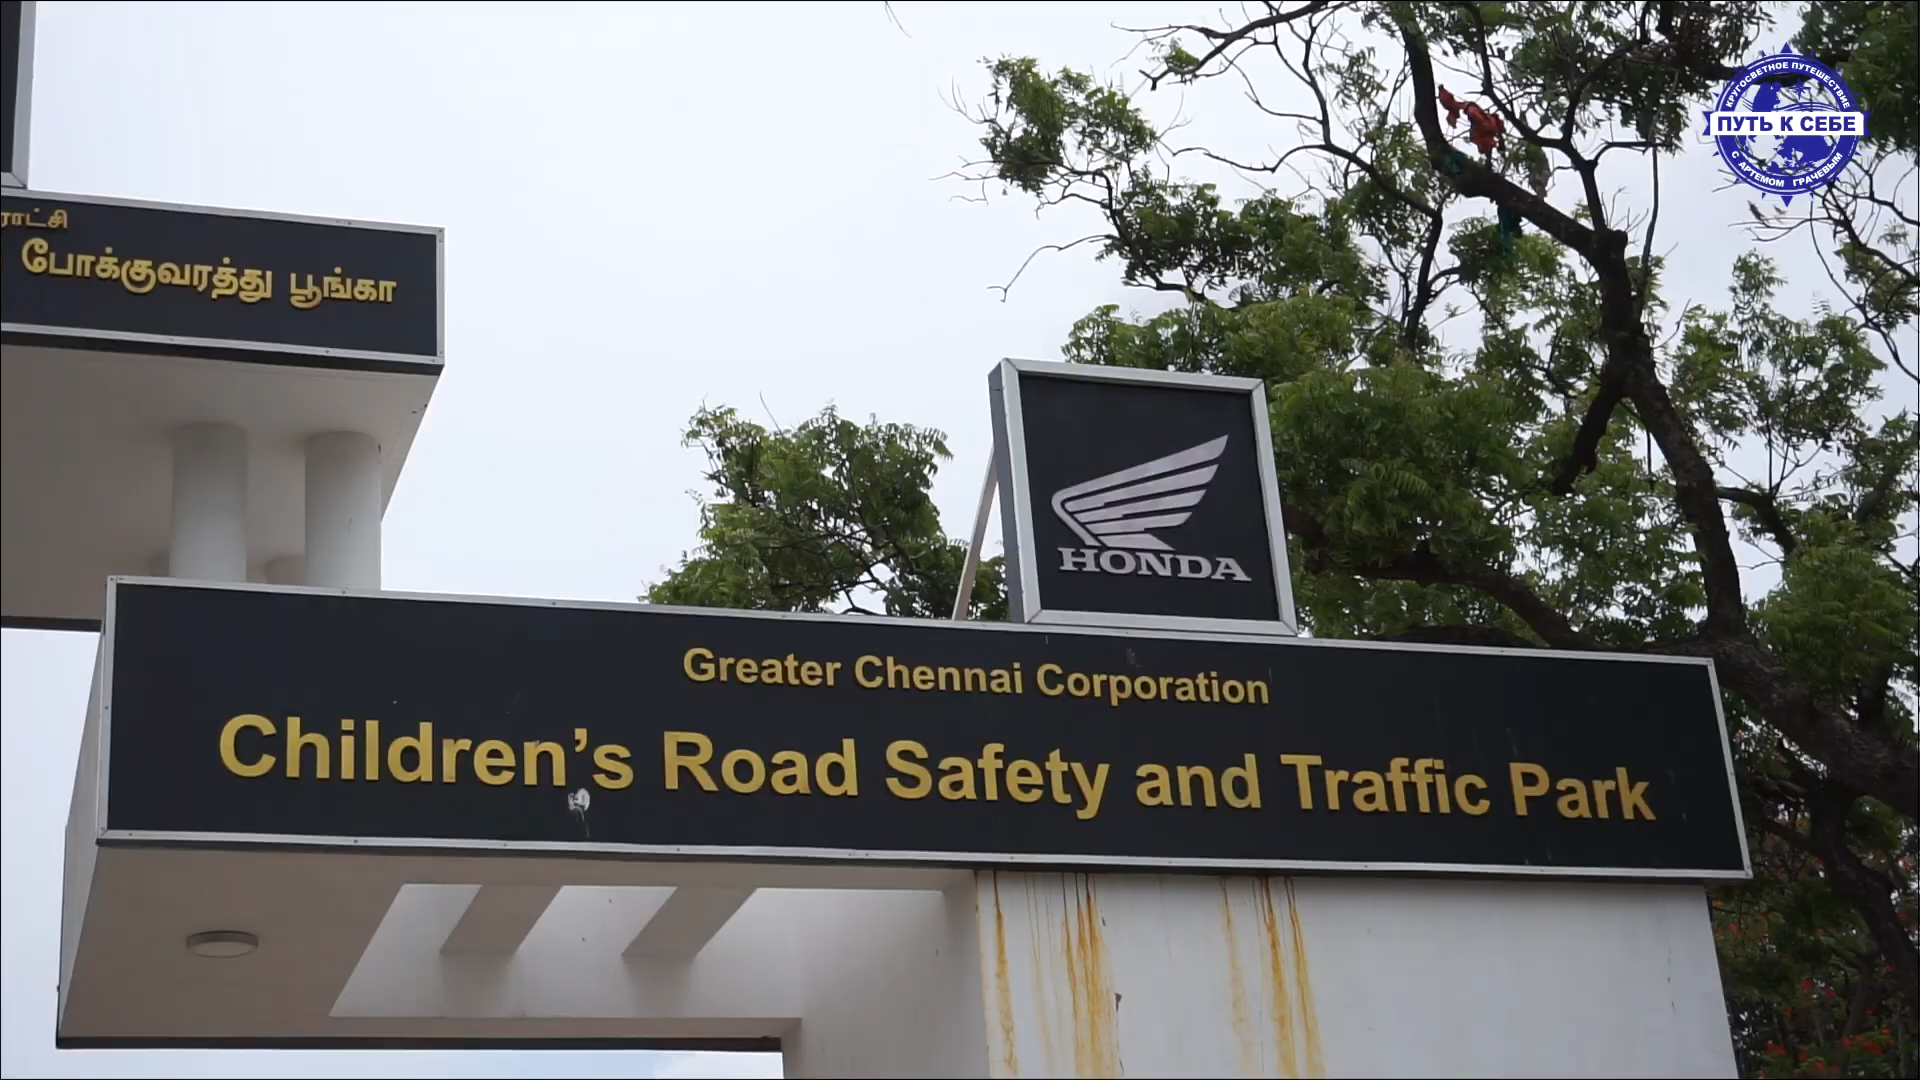 போக்குவரத்து பூங்கா
HONDA
Greater Chennai Corporation
Children's Road Safety and Traffic Park
КРУГОСВЕТНОЕ ПУТЕШЕСТВИЕ
ПУТЬ К СЕБЕ
С АРТЕМОМ ГРАЧЕВЫМ